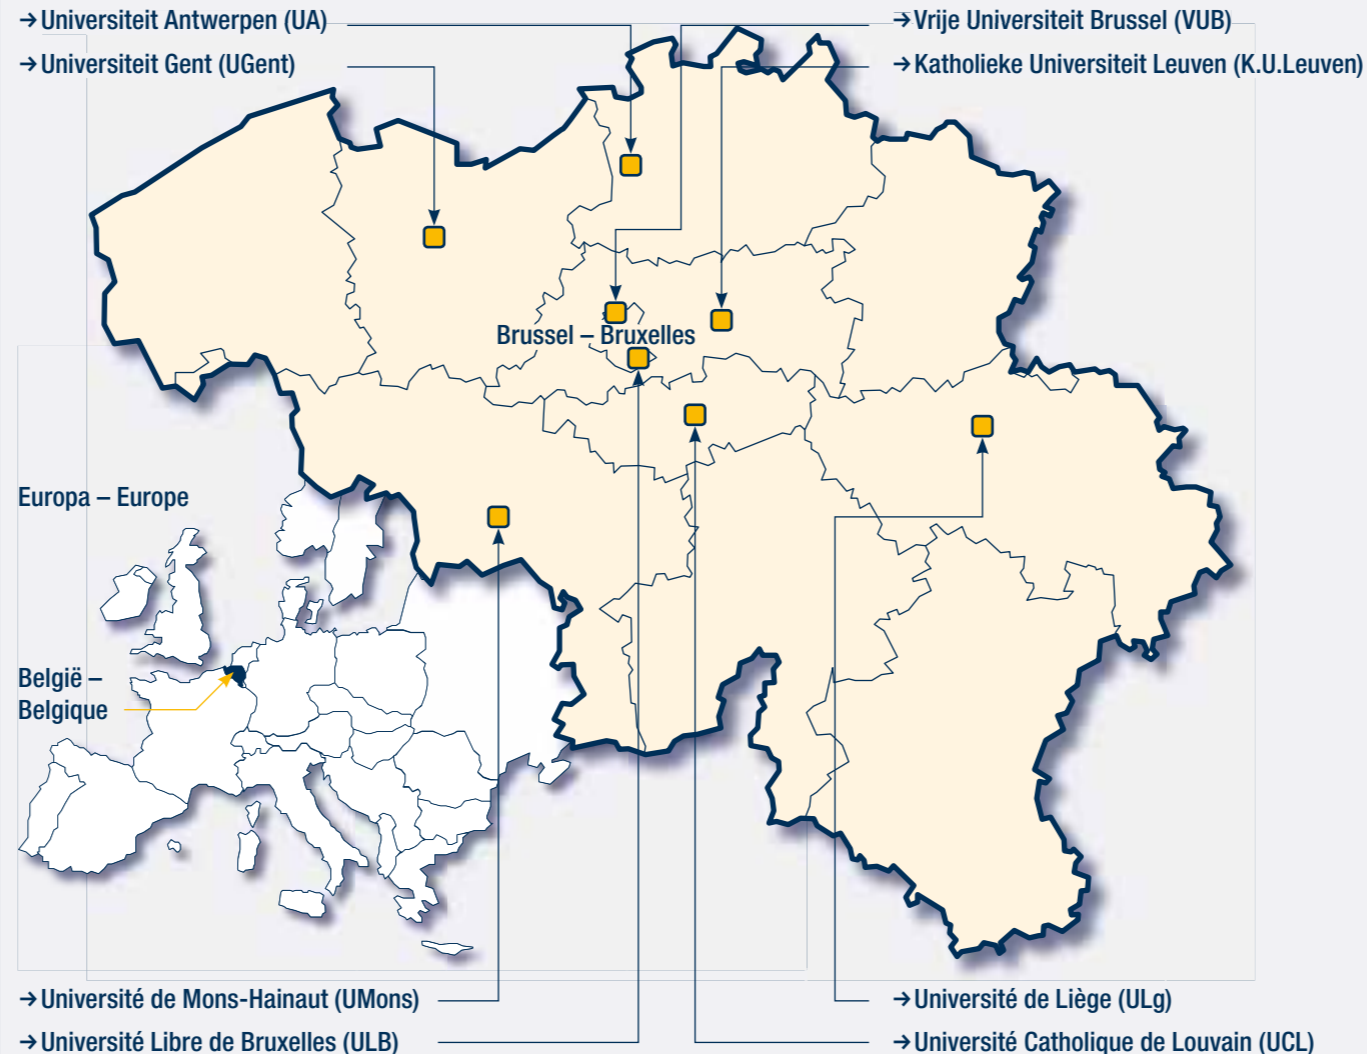 →Universiteit Antwerpen (UA)
→Vrije Universiteit Brussel (VUB)
→Universiteit Gent (UGent)
→Katholieke Universiteit Leuven (K.U.Leuven)
Brussel – Bruxelles
Europa – Europe
België –
Belgique
→Université de Mons-Hainaut (UMons)
→Université de Liège (ULg)
→Université Libre de Bruxelles (ULB)
→Université Catholique de Louvain (UCL)